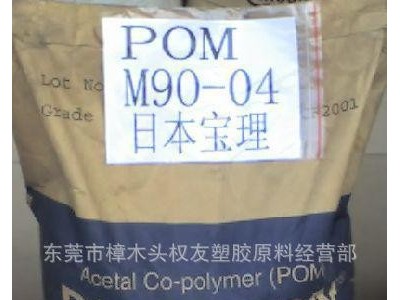 POM
Lot No
M90-04
Grade
2001
日本宝理
东莞市樟木头权友塑胶原料经营部
Acetal Co-polymer (POM